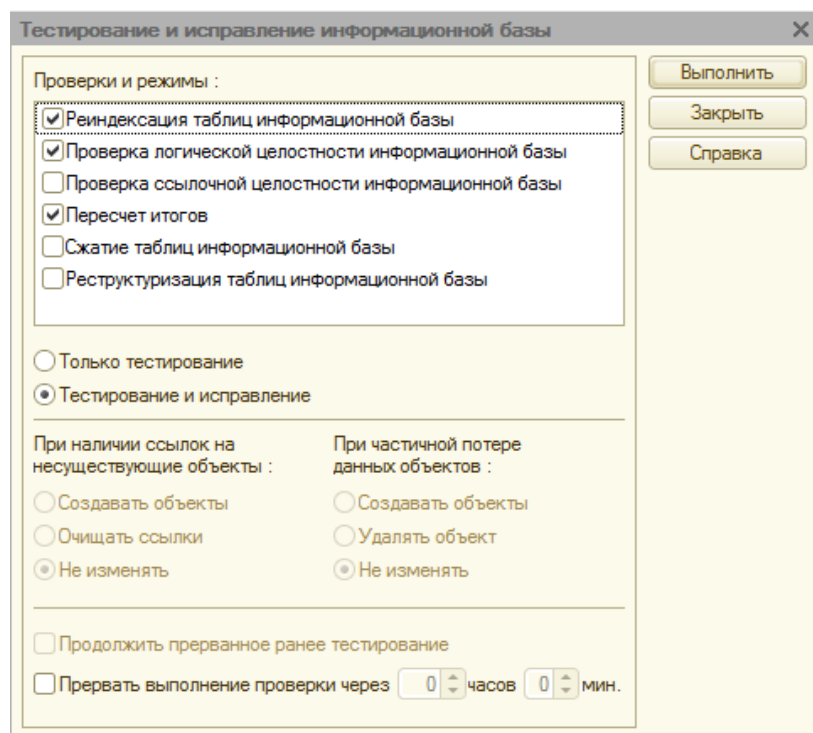 Тестирование и исправление информационной базы
Проверки и режимы :
Выполнить
Закрыть
Справка
Реиндексация таблиц информационной базы
Проверка логической целостности информационной базы
Проверка ссылочной целостности информационной базы
Пересчет итогов
Сжатие таблиц информационной базы
Реструктуризация таблиц информационной базы
Только тестирование
Тестирование и исправление
При наличии ссылок на
несуществующие объекты :
Создавать объекты
Очищать ссылки
Не изменять
При частичной потере
данных объектов :
Создавать объекты
Удалять объект
Не изменять
Продолжить прерванное ранее тестирование
Прервать выполнение проверки через 0 часов 0 мин.